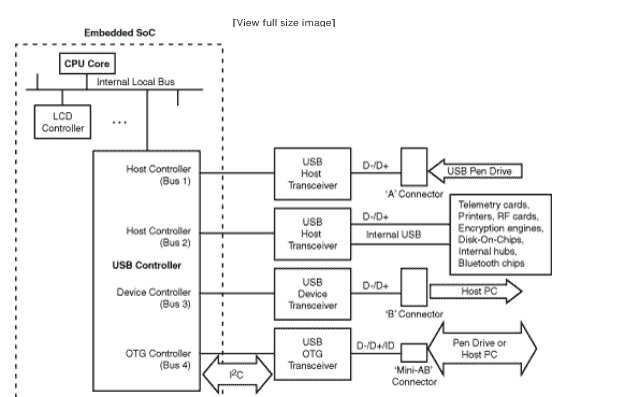 [View full size image]
Embedded SoC
CPU Core
Internal Local Bus
LCD
Controller
...
Host Controller
(Bus 1)
USB
Host
Transceiver
D-/D+
'A' Connector
USB Pen Drive
Host Controller
(Bus 2)
USB
Host
Transceiver
D-/D+
Internal USB
Telemetry cards,
Printers, RF cards,
Encryption engines,
Disk-On-Chips,
Internal hubs,
Bluetooth chips
USB Controller
Device Controller
(Bus 3)
USB
Device
Transceiver
D-/D+
'B' Connector
Host PC
OTG Controller
(Bus 4)
I²C
USB
OTG
Transceiver
D-/D+/ID
'Mini-AB'
Connector
Pen Drive or
Host PC